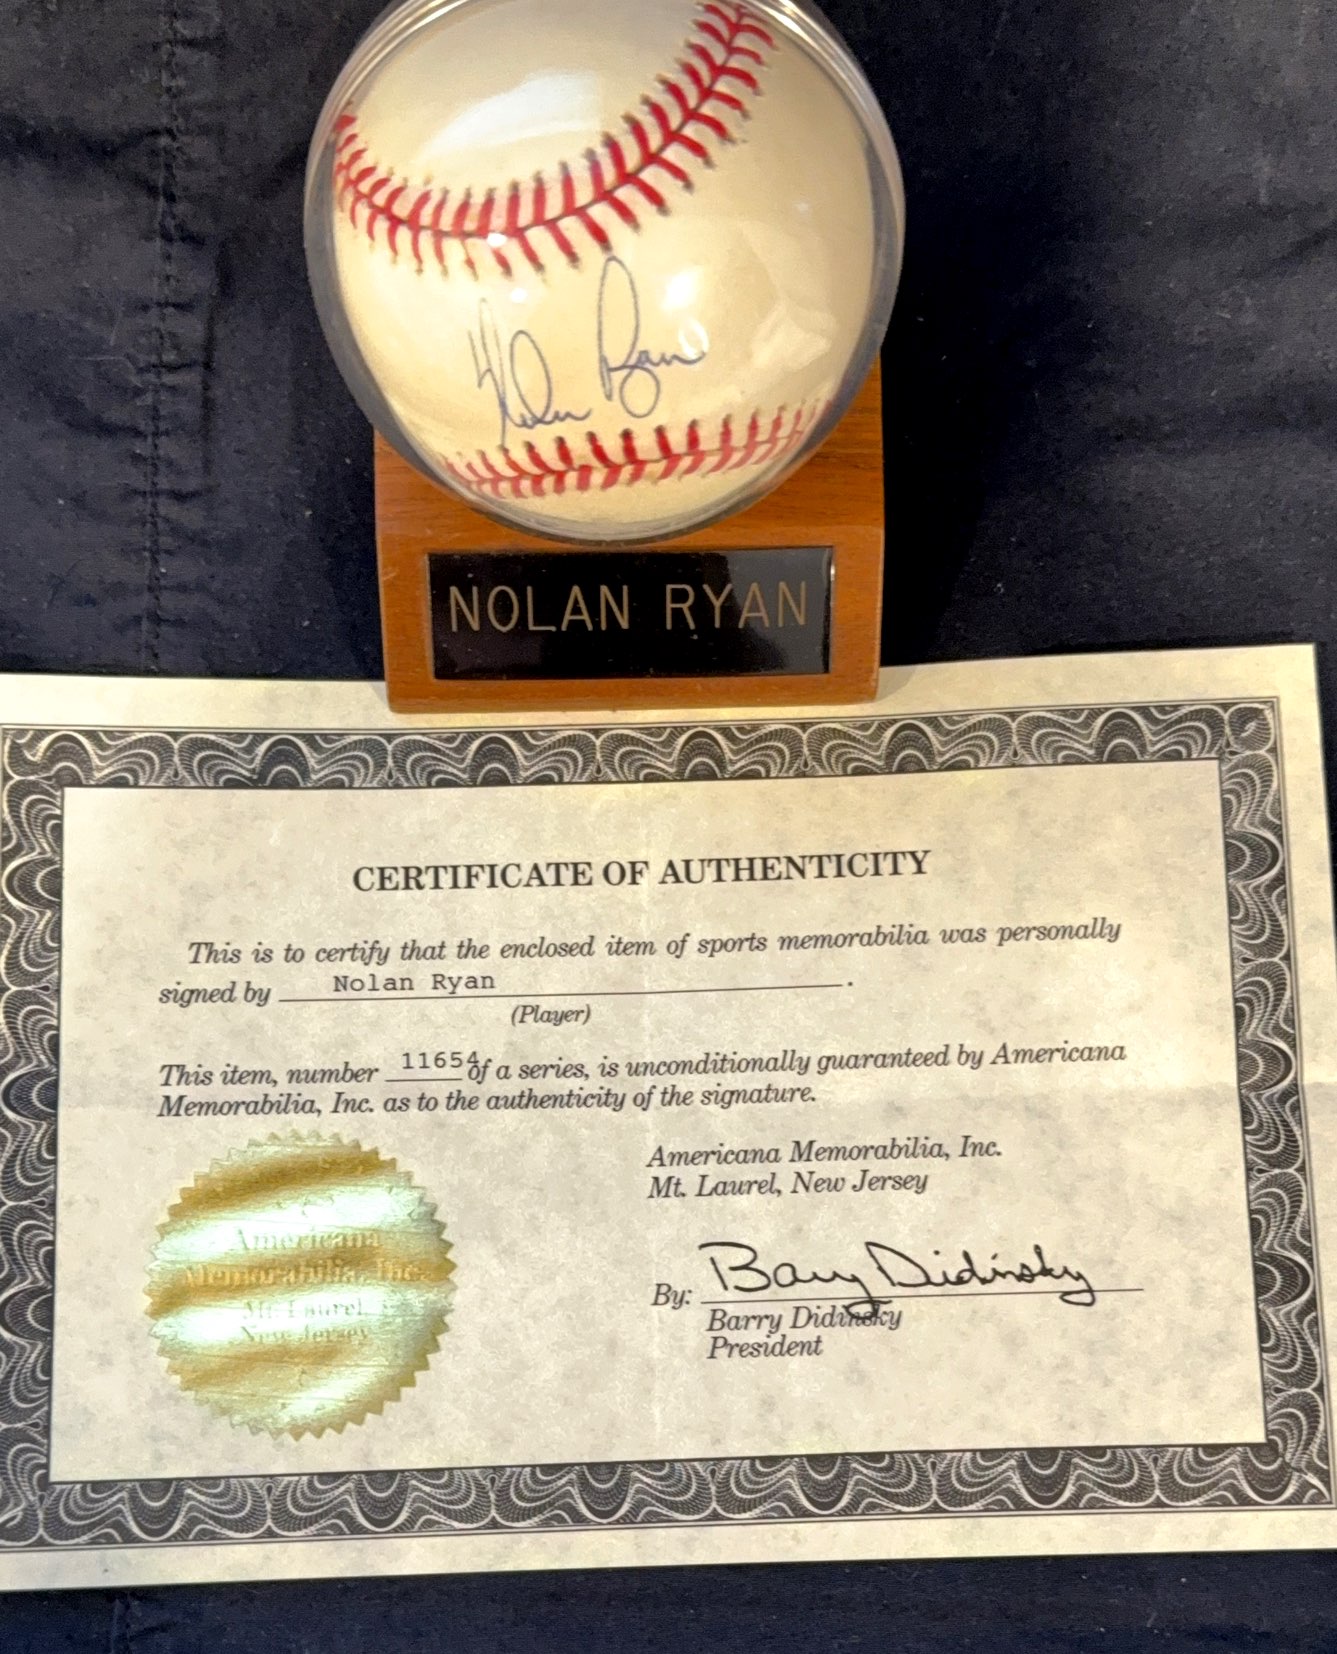 Nolan Ryan
NOLAN RYAN
CERTIFICATE OF AUTHENTICITY
This is to certify that the enclosed item of sports memorabilia was personally
signed by Nolan Ryan .
(Player)
This item, number 11654 of a series, is unconditionally guaranteed by Americana
Memorabilia, Inc. as to the authenticity of the signature.
Americana Memorabilia, Inc.
Mt. Laurel, New Jersey
Americana
Memorabilia, Inc.
Mt. Laurel,
New Jersey
By: Barry Didinsky
Barry Didinsky
President